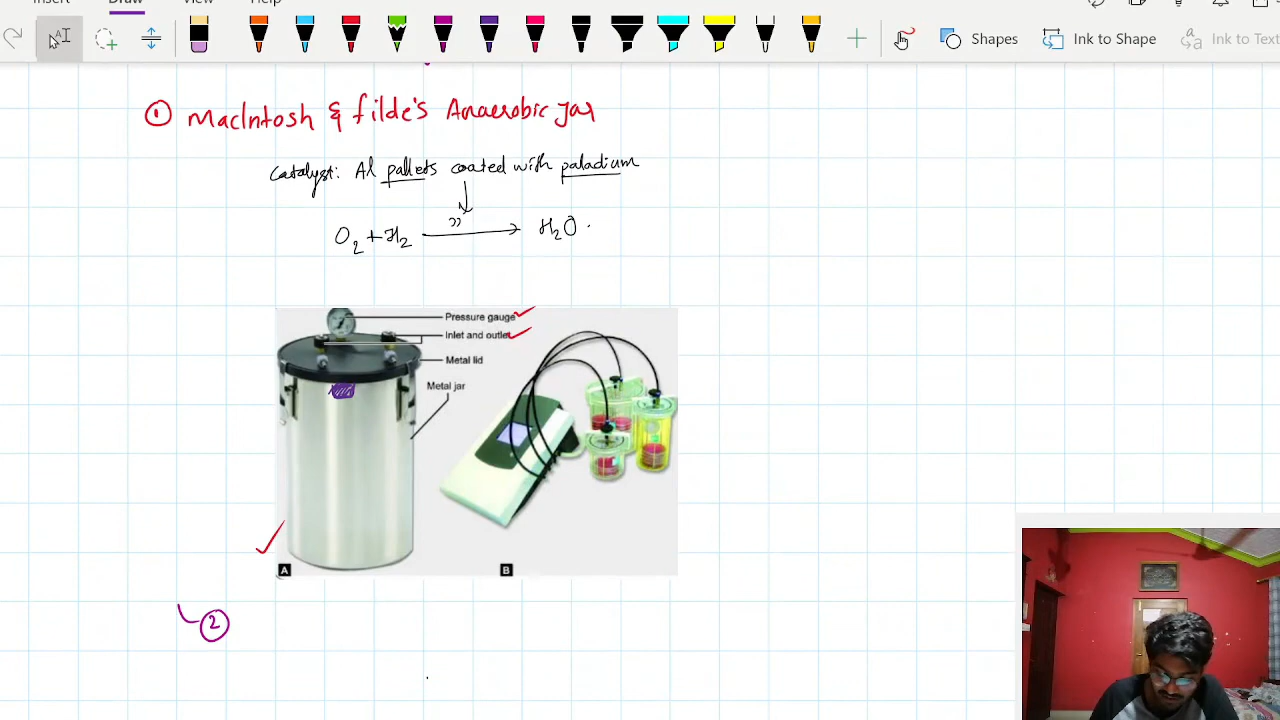 Insert Draw View Help
Shapes Ink to Shape Ink to Text
① MacIntosh & filde's Anaerobic Jar
Catalyst: Al pallets coated with paladium
O2 + H2 → H2O
Pressure gauge
Inlet and outlet
Metal lid
Metal jar
A B
②